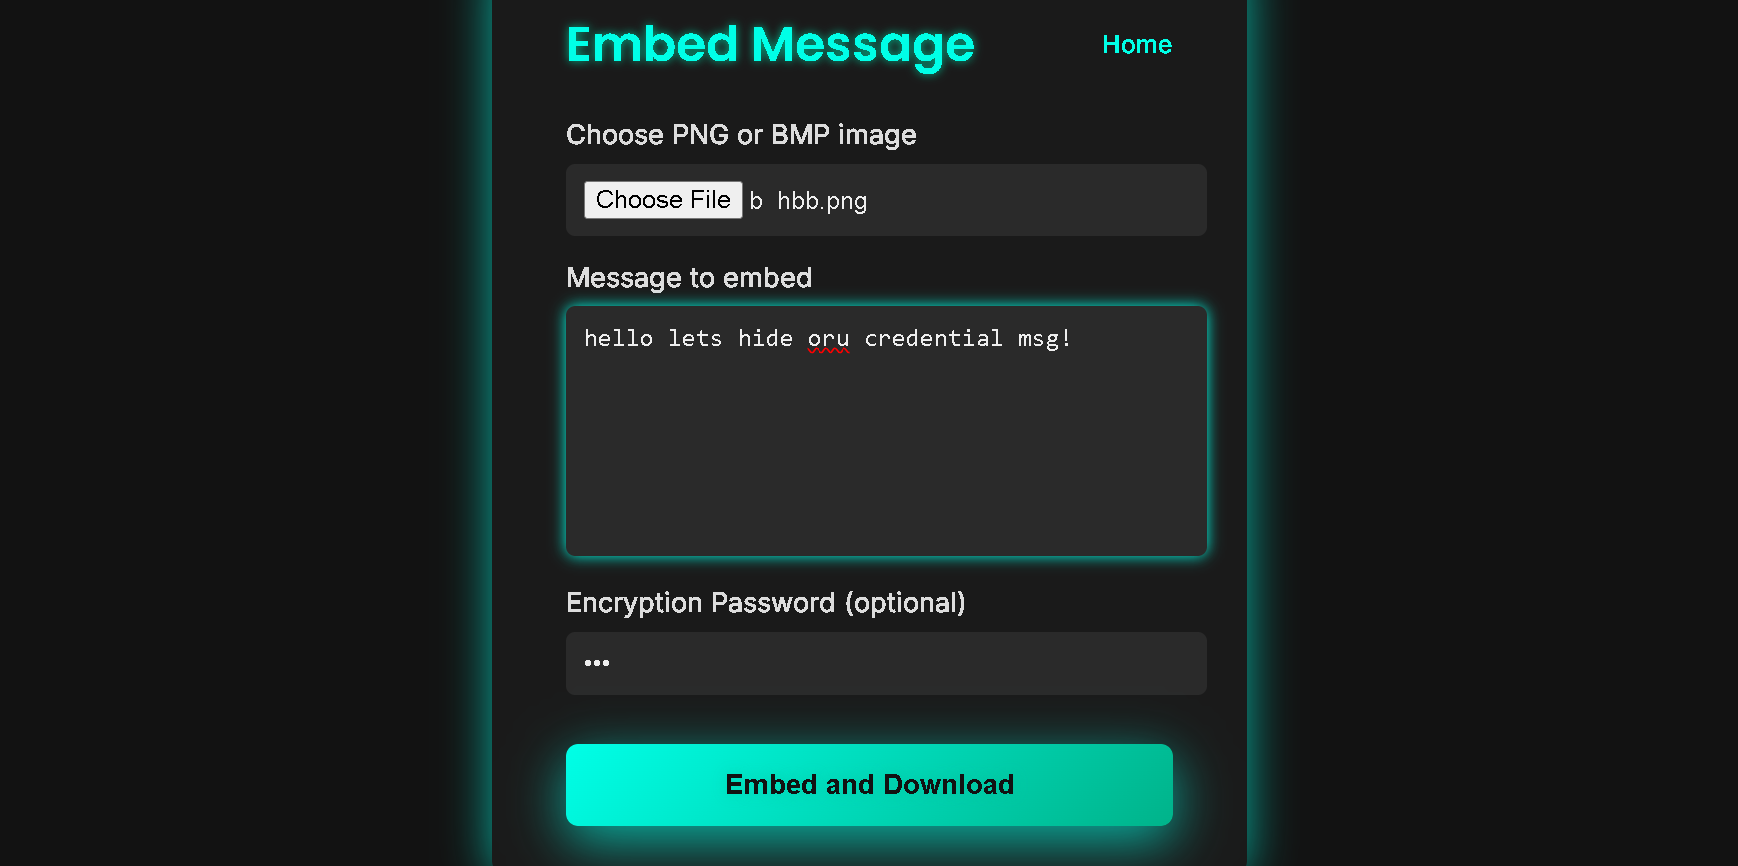 Embed Message
Home
Choose PNG or BMP image
Choose File b hbb.png
Message to embed
hello lets hide oru credential msg!
Encryption Password (optional)
•••
Embed and Download